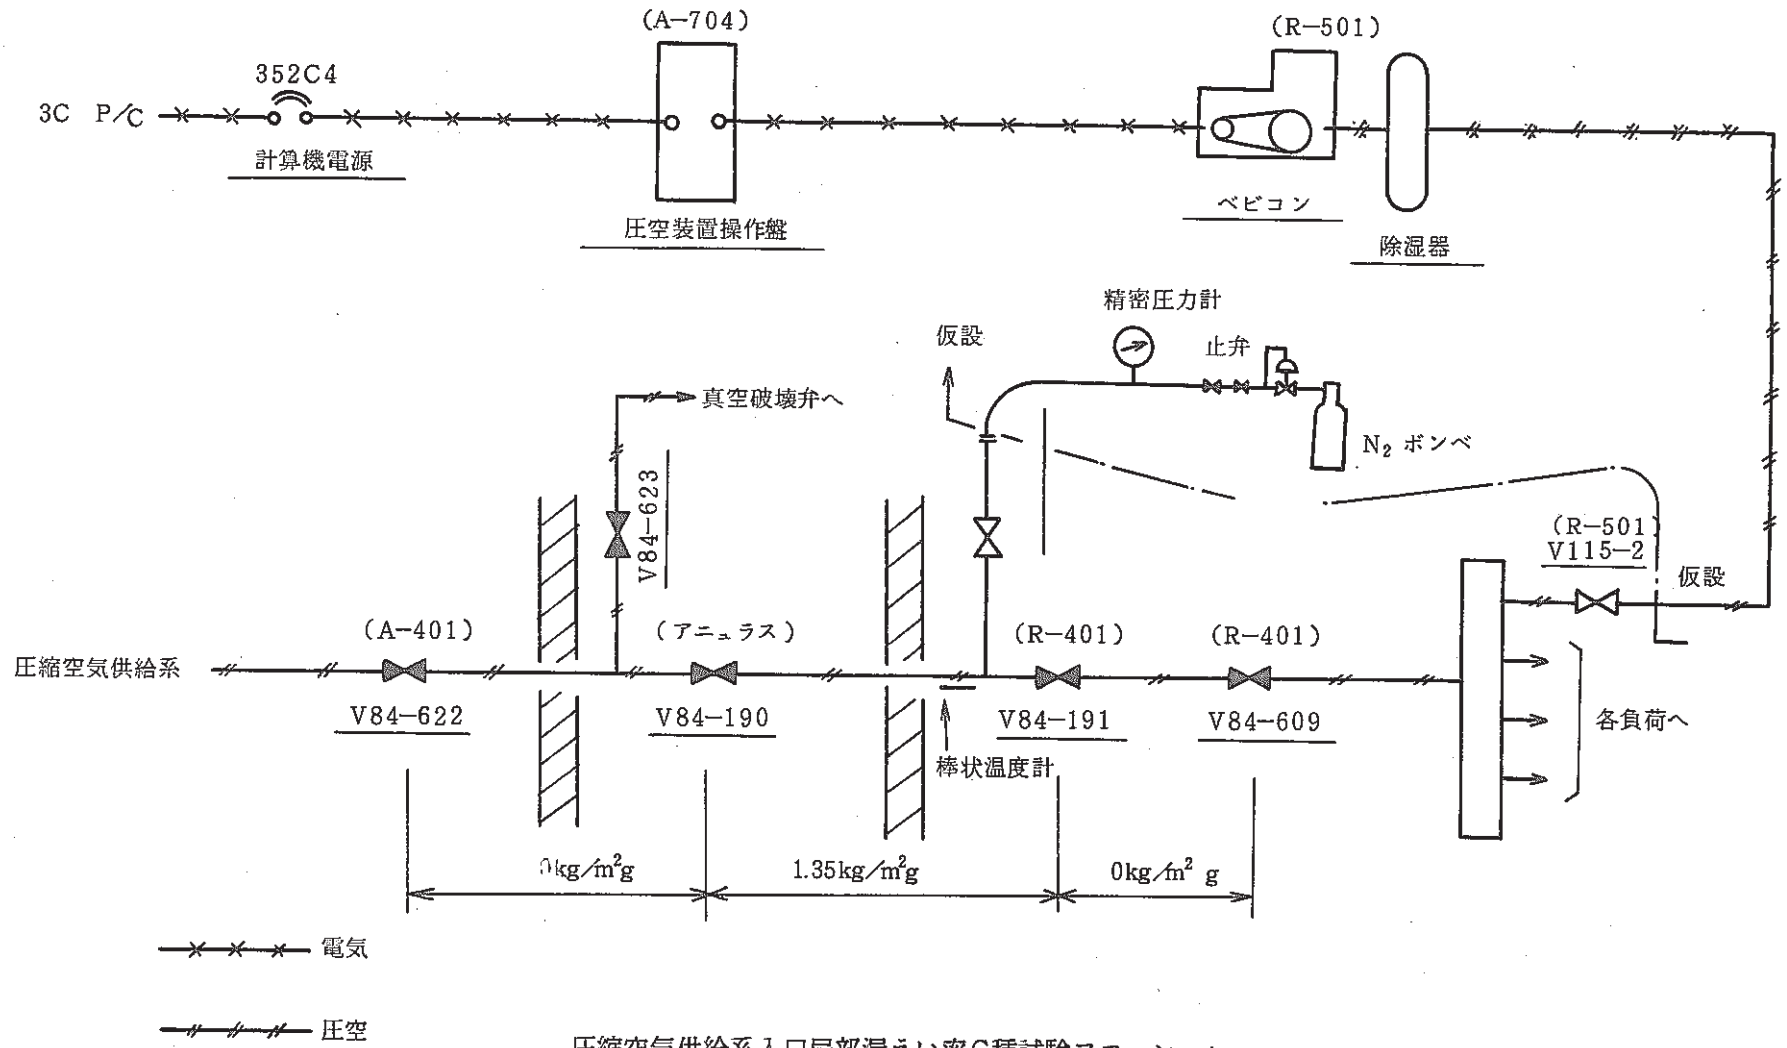 (A-704)
(R-501)
352C4
3C P/C
計算機電源
圧空装置操作盤
ベビコン
除湿器
精密圧力計
仮設
止弁
真空破壊弁へ
N₂ ボンベ
V84-623
(R-501)
V115-2
仮設
(A-401)
(アニュラス)
(R-401)
(R-401)
圧縮空気供給系
V84-622
V84-190
V84-191
V84-609
各負荷へ
棒状温度計
0kg/m²g
1.35kg/m²g
0kg/m² g
電気
圧空